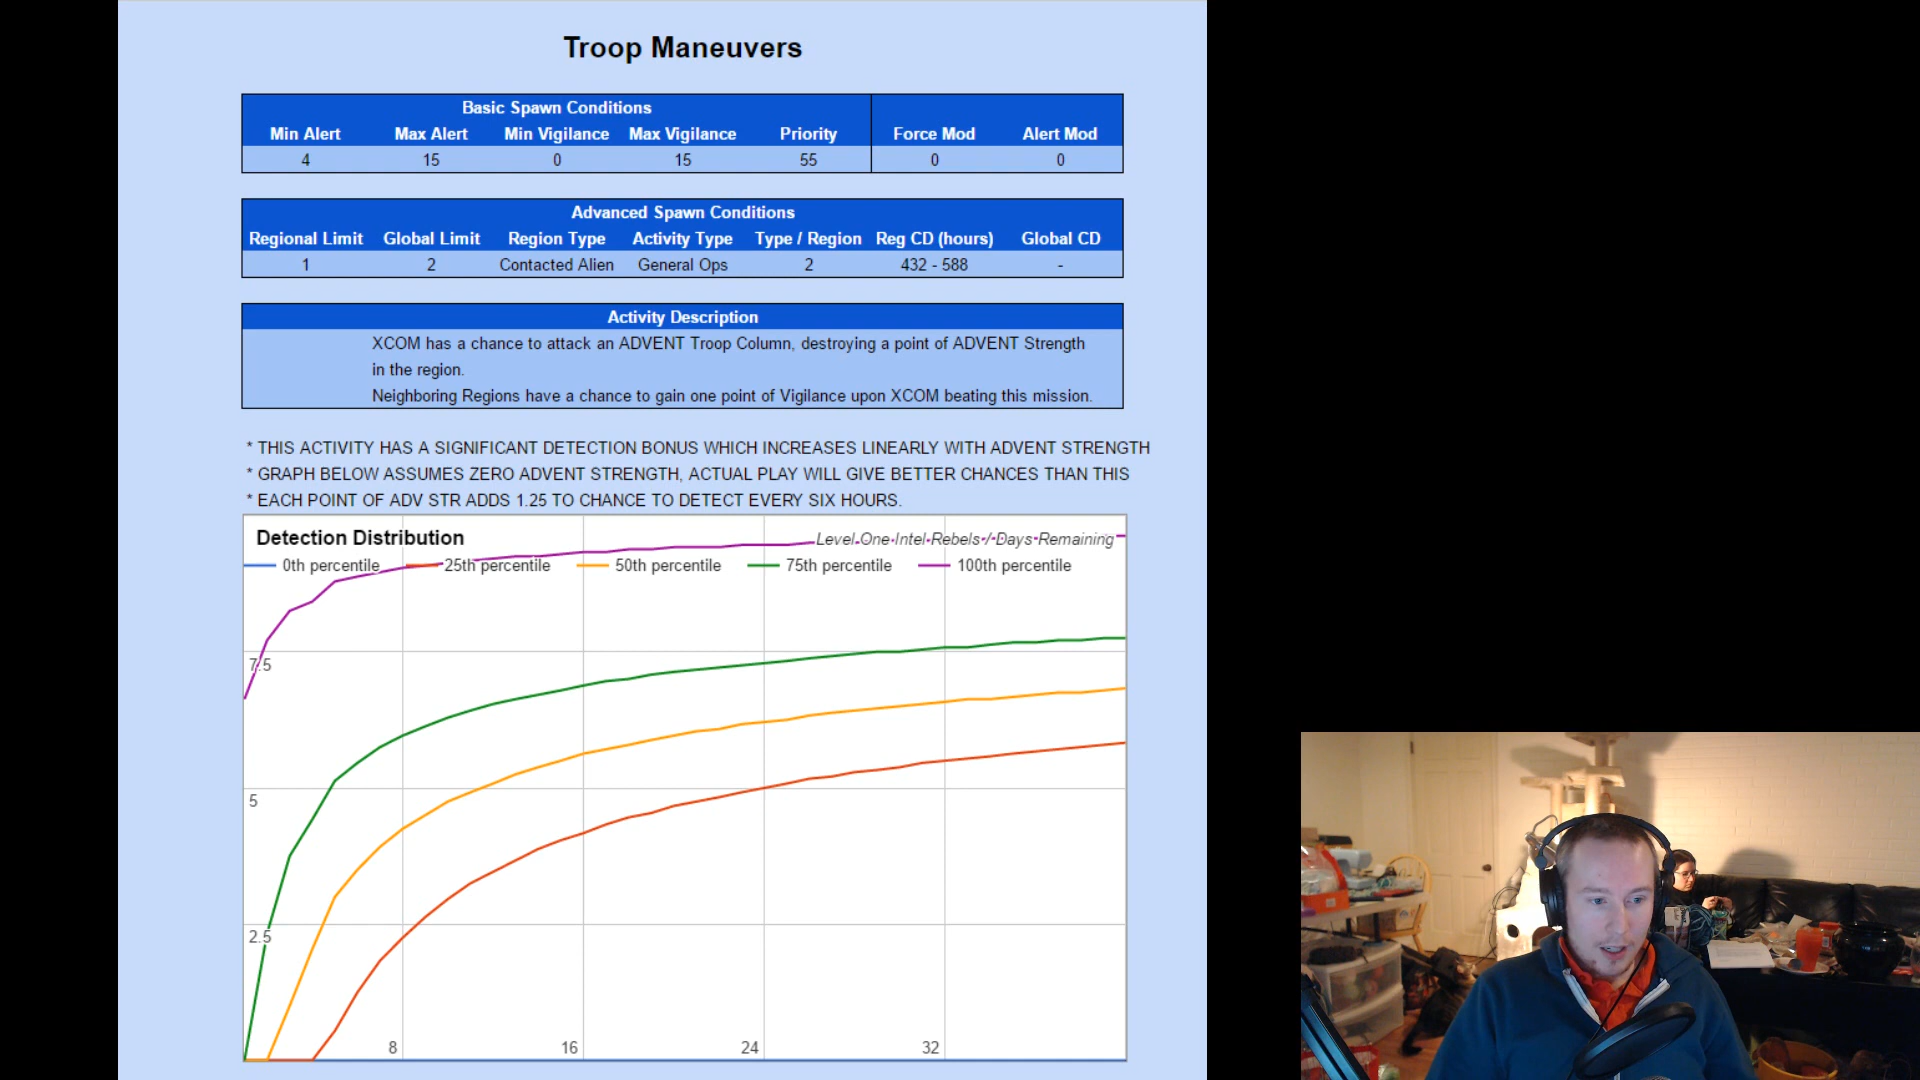 Troop Maneuvers
Basic Spawn Conditions
Min Alert Max Alert Min Vigilance Max Vigilance Priority Force Mod Alert Mod
4 15 0 15 55 0 0
Advanced Spawn Conditions
Regional Limit Global Limit Region Type Activity Type Type / Region Reg CD (hours) Global CD
1 2 Contacted Alien General Ops 2 432 - 588 -
Activity Description
XCOM has a chance to attack an ADVENT Troop Column, destroying a point of ADVENT Strength
in the region.
Neighboring Regions have a chance to gain one point of Vigilance upon XCOM beating this mission.
* THIS ACTIVITY HAS A SIGNIFICANT DETECTION BONUS WHICH INCREASES LINEARLY WITH ADVENT STRENGTH
* GRAPH BELOW ASSUMES ZERO ADVENT STRENGTH, ACTUAL PLAY WILL GIVE BETTER CHANCES THAN THIS
* EACH POINT OF ADV STR ADDS 1.25 TO CHANCE TO DETECT EVERY SIX HOURS.
Detection Distribution Level One Intel Rebels / Days Remaining
0th percentile 25th percentile 50th percentile 75th percentile 100th percentile
7.5
5
2.5
8 16 24 32